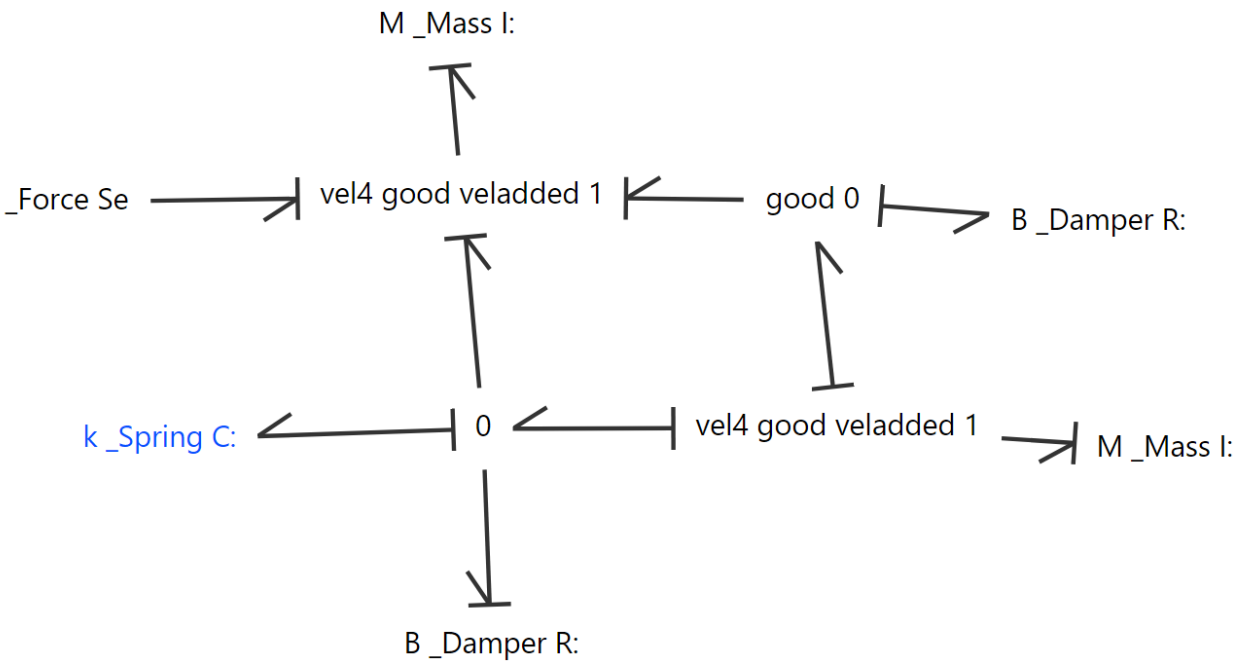 M _Mass I:
_Force Se
vel4 good veladded 1
good 0
B _Damper R:
k _Spring C:
0
vel4 good veladded 1
M _Mass I:
B _Damper R: